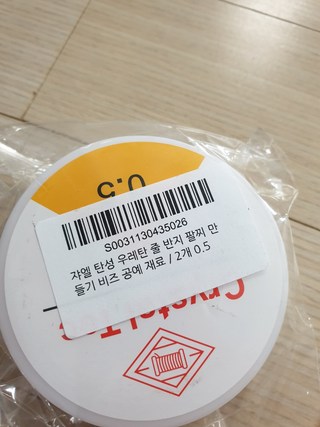 0.5
S0031130435026
쟈엘 탄성 우레탄 줄 반지 팔찌 만
들기 비즈 공예 재료 / 2개 0.5